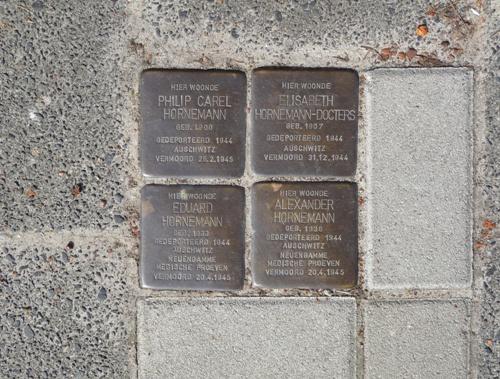 HIER WOONDE
PHILIP CAREL
HORNEMANN
GEB. 1900
GEDEPORTEERD 1944
AUSCHWITZ
VERMOORD 25.2.1945
HIER WOONDE
ELISABETH
HORNEMANN-DOCTERS
GEB. 1907
GEDEPORTEERD 1944
AUSCHWITZ
VERMOORD 31.12.1944
HIER WOONDE
EDUARD
HORNEMANN
GEB. 1933
GEDEPORTEERD 1944
AUSCHWITZ
NEUENGAMME
MEDISCHE PROEVEN
VERMOORD 20.4.1945
HIER WOONDE
ALEXANDER
HORNEMANN
GEB. 1936
GEDEPORTEERD 1944
AUSCHWITZ
NEUENGAMME
MEDISCHE PROEVEN
VERMOORD 20.4.1945